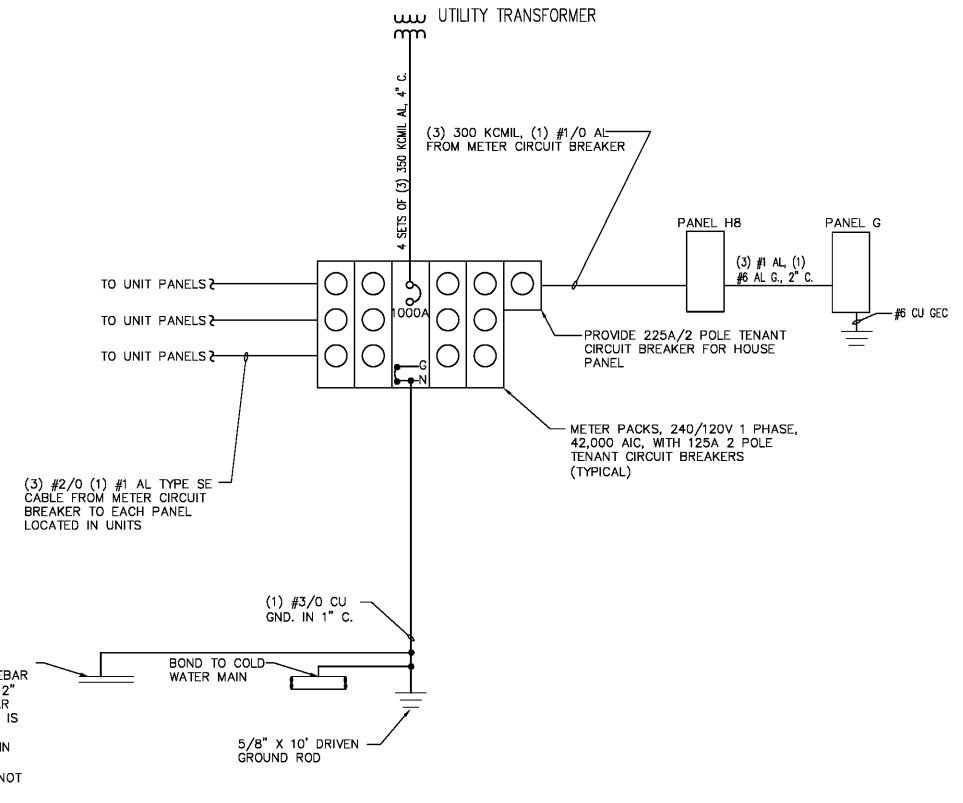 UTILITY TRANSFORMER
4 SETS OF (3) 350 KCMIL AL, 4" C.
(3) 300 KCMIL, (1) #1/0 AL
FROM METER CIRCUIT BREAKER
PANEL H8
PANEL G
(3) #1 AL, (1)
#6 AL G., 2" C.
#6 CU GEC
TO UNIT PANELS
TO UNIT PANELS
TO UNIT PANELS
1000A
G
N
PROVIDE 225A/2 POLE TENANT
CIRCUIT BREAKER FOR HOUSE
PANEL
METER PACKS, 240/120V 1 PHASE,
42,000 AIC, WITH 125A 2 POLE
TENANT CIRCUIT BREAKERS
(TYPICAL)
(3) #2/0 (1) #1 AL TYPE SE
CABLE FROM METER CIRCUIT
BREAKER TO EACH PANEL
LOCATED IN UNITS
(1) #3/0 CU
GND. IN 1" C.
BOND TO COLD
WATER MAIN
5/8" X 10' DRIVEN
GROUND ROD
EBAR
2"
R
IS
IN
NOT